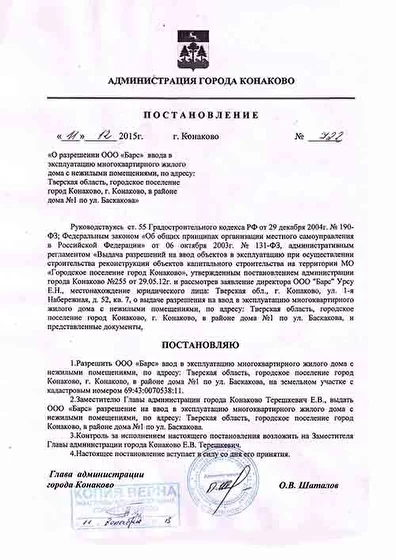 АДМИНИСТРАЦИЯ ГОРОДА КОНАКОВО
ПОСТАНОВЛЕНИЕ
« 11 » 12 2015г. г. Конаково № 722
«О разрешении ООО «Барс» ввода в
эксплуатацию многоквартирного жилого
дома с нежилыми помещениями, по адресу:
Тверская область, городское поселение
город Конаково, г. Конаково, в районе
дома №1 по ул. Баскакова»
Руководствуясь ст. 55 Градостроительного кодекса РФ от 29 декабря 2004г. № 190-
ФЗ; Федеральным законом «Об общих принципах организации местного самоуправления
в Российской Федерации» от 06 октября 2003г. № 131-ФЗ, административным
регламентом «Выдача разрешений на ввод объектов в эксплуатацию при осуществлении
строительства реконструкции объектов капитального строительства на территории МО
«Городское поселение город Конаково», утвержденным постановлением администрации
города Конаково №255 от 29.05.12г. и рассмотрев заявление директора ООО "Барс" Урсу
Е.Н., местонахождение юридического лица: Тверская обл., г. Конаково, ул. 1-я
Набережная, д. 52, кв. 7, о выдаче разрешения на ввод в эксплуатацию многоквартирного
жилого дома с нежилыми помещениями, по адресу: Тверская область, городское
поселение город Конаково, г. Конаково, в районе дома №1 по ул. Баскакова, и
представленные документы,
ПОСТАНОВЛЯЮ
1.Разрешить ООО «Барс» ввод в эксплуатацию многоквартирного жилого дома с
нежилыми помещениями, по адресу: Тверская область, городское поселение город
Конаково, г. Конаково, в районе дома №1 по ул. Баскакова, на земельном участке с
кадастровым номером 69:43:0070538:11.
2.Заместителю Главы администрации города Конаково Терешкевич Е.В., выдать
ООО «Барс» разрешение на ввод в эксплуатацию многоквартирного жилого дома с
нежилыми помещениями, по адресу: Тверская область, городское поселение город
Конаково, в районе дома №1 по ул. Баскакова.
3.Контроль за исполнением настоящего постановления возложить на Заместителя
Главы администрации города Конаково Е.В. Терешкевич.
4.Настоящее постановление вступает в силу со дня его принятия.
Глава администрации
города Конаково О.В. Шаталов
КОПИЯ ВЕРНА
11 декабря 15